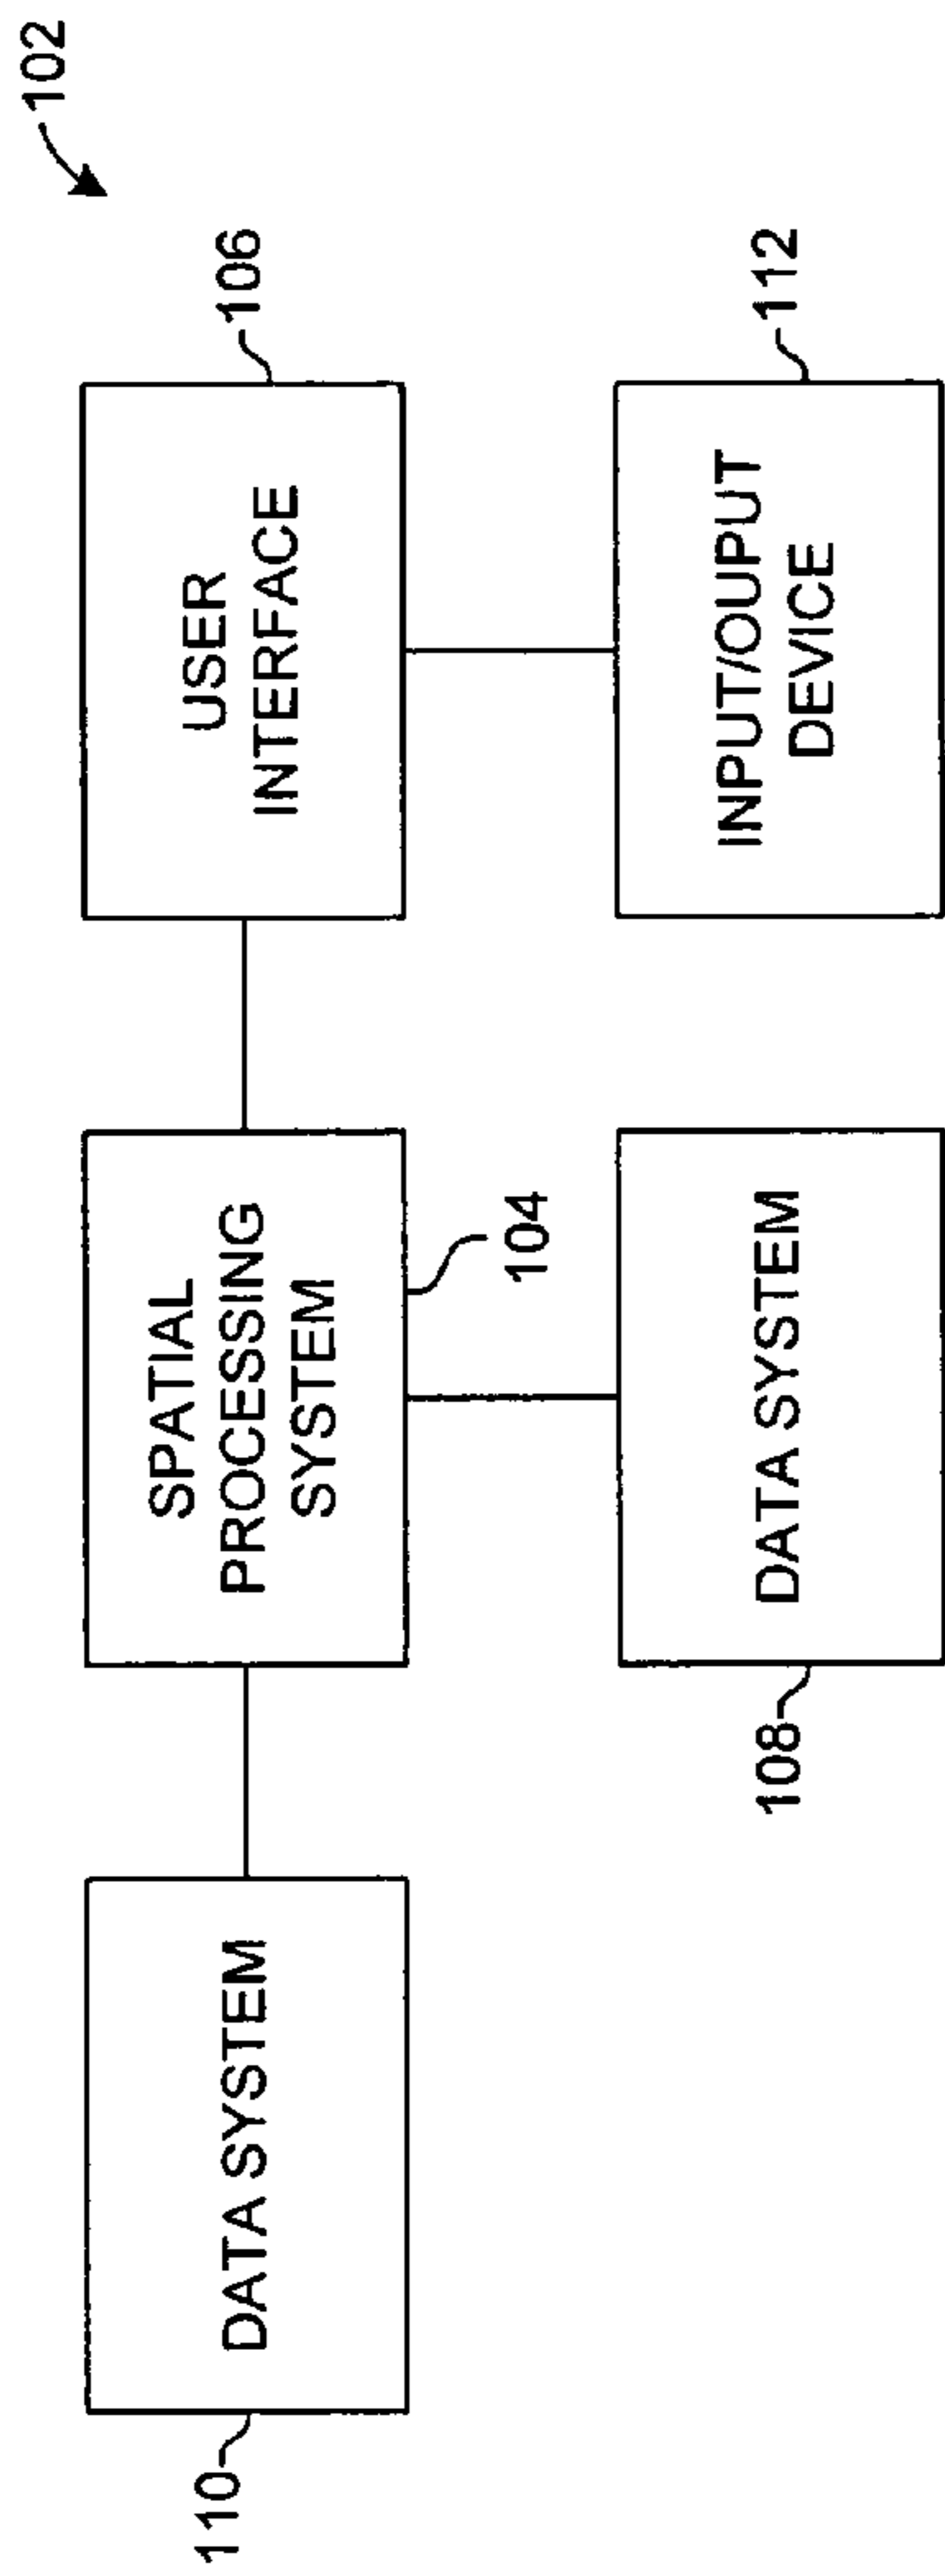 102
DATA SYSTEM
110
SPATIAL
PROCESSING
SYSTEM
104
USER
INTERFACE
106
DATA SYSTEM
108
INPUT/OUPUT
DEVICE
112